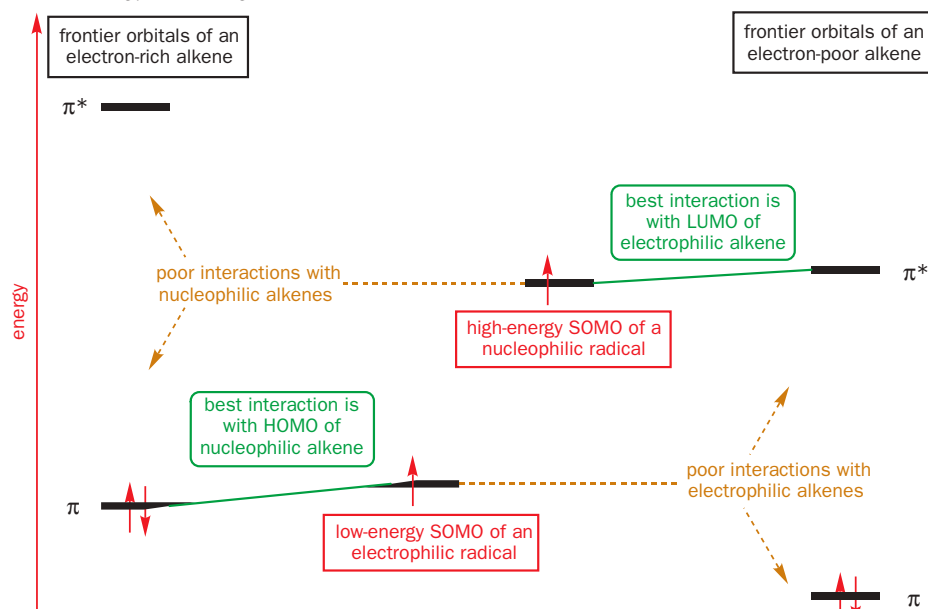 frontier orbitals of an
electron-rich alkene
frontier orbitals of an
electron-poor alkene
π*
best interaction is
with LUMO of
electrophilic alkene
poor interactions with
nucleophilic alkenes
π*
energy
high-energy SOMO of a
nucleophilic radical
best interaction is
with HOMO of
nucleophilic alkene
poor interactions with
electrophilic alkenes
π
low-energy SOMO of an
electrophilic radical
π